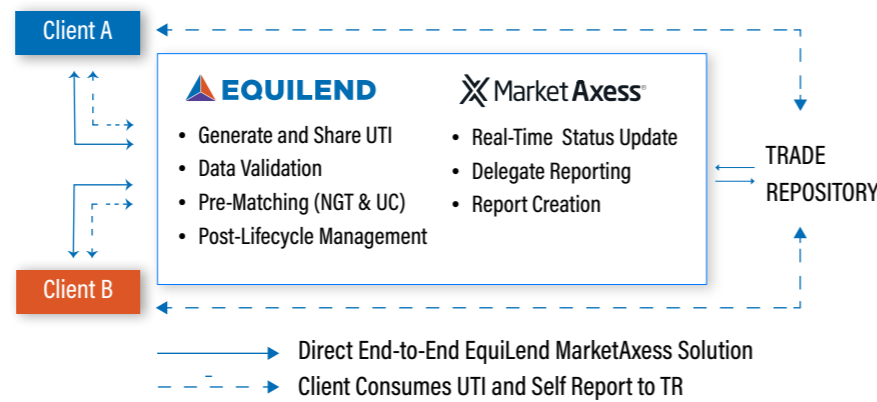 Client A
EQUILEND
• Generate and Share UTI
• Data Validation
• Pre-Matching (NGT & UC)
• Post-Lifecycle Management
MarketAxess®
• Real-Time Status Update
• Delegate Reporting
• Report Creation
TRADE
REPOSITORY
Client B
Direct End-to-End EquiLend MarketAxess Solution
Client Consumes UTI and Self Report to TR